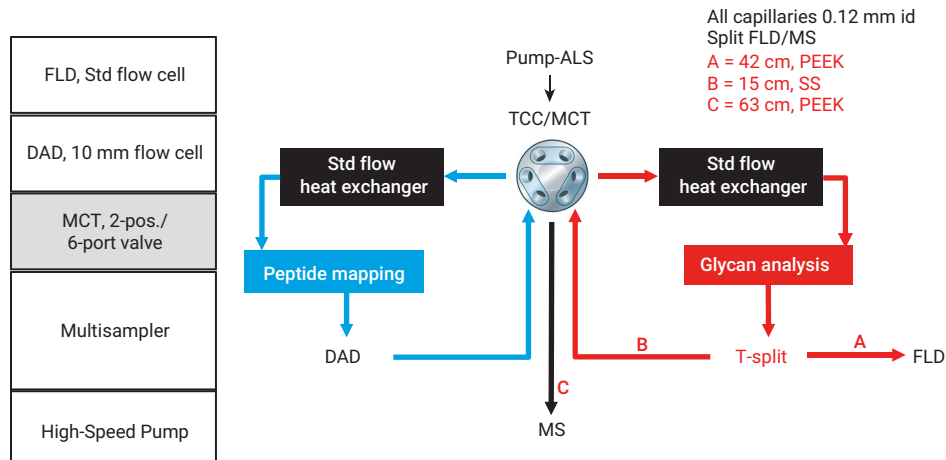 FLD, Std flow cell
DAD, 10 mm flow cell
MCT, 2-pos./
6-port valve
Multisampler
High-Speed Pump
All capillaries 0.12 mm id
Split FLD/MS
A = 42 cm, PEEK
B = 15 cm, SS
C = 63 cm, PEEK
Pump-ALS
TCC/MCT
Std flow
heat exchanger
Std flow
heat exchanger
Peptide mapping
Glycan analysis
DAD
B
T-split
A
FLD
C
MS